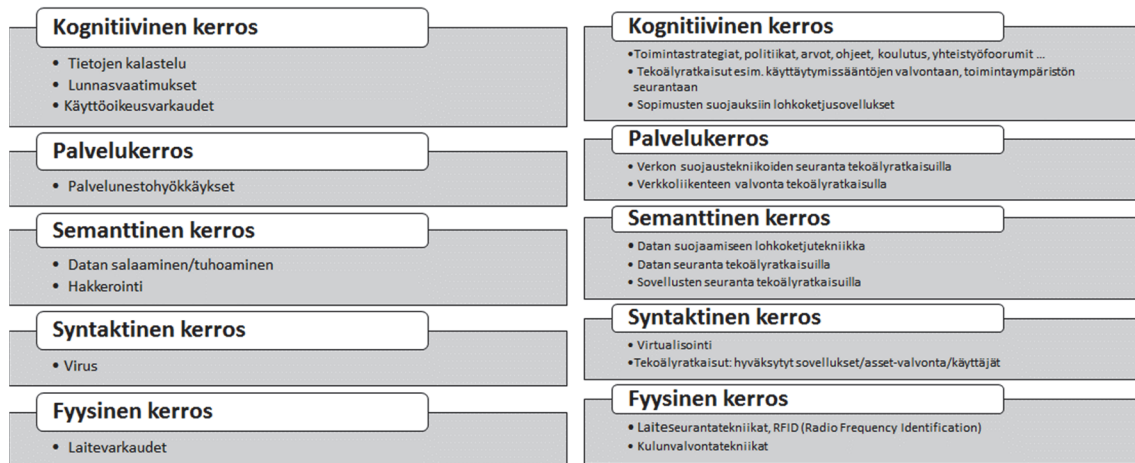 Kognitiivinen kerros
• Tietojen kalastelu
• Lunnasvaatimukset
• Käyttöoikeusvarkaudet
Palvelukerros
• Palvelunestohyökkäykset
Semanttinen kerros
• Datan salaaminen/tuhoaminen
• Hakkerointi
Syntaktinen kerros
• Virus
Fyysinen kerros
• Laitevarkaudet
Kognitiivinen kerros
•Toimintastrategiat, politiikat, arvot, ohjeet, koulutus, yhteistyöfoorumit ...
• Tekoälyratkaisut esim. käyttäytymissääntöjen valvontaan, toimintaympäristön
seurantaan
• Sopimusten suojauksiin lohkoketjusovellukset
Palvelukerros
• Verkon suojaustekniikoiden seuranta tekoälyratkaisuilla
• Verkkoliikenteen valvonta tekoälyratkaisulla
Semanttinen kerros
• Datan suojaamiseen lohkoketjutekniikka
• Datan seuranta tekoälyratkaisuilla
• Sovellusten seuranta tekoälyratkaisuilla
Syntaktinen kerros
• Virtualisointi
•Tekoälyratkaisut: hyväksytyt sovellukset/asset-valvonta/käyttäjät
Fyysinen kerros
• Laiteseurantatekniikat, RFID (Radio Frequency Identification)
• Kulunvalvontatekniikat